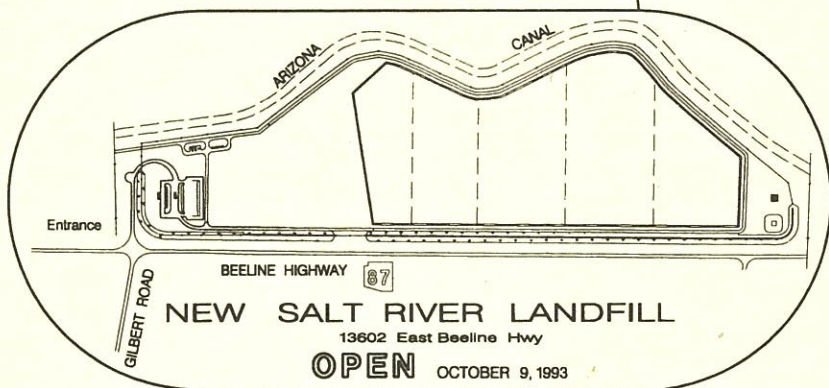 ARIZONA
CANAL
Entrance
GILBERT ROAD
BEELINE HIGHWAY
87
NEW SALT RIVER LANDFILL
13602 East Beeline Hwy
OPEN OCTOBER 9, 1993